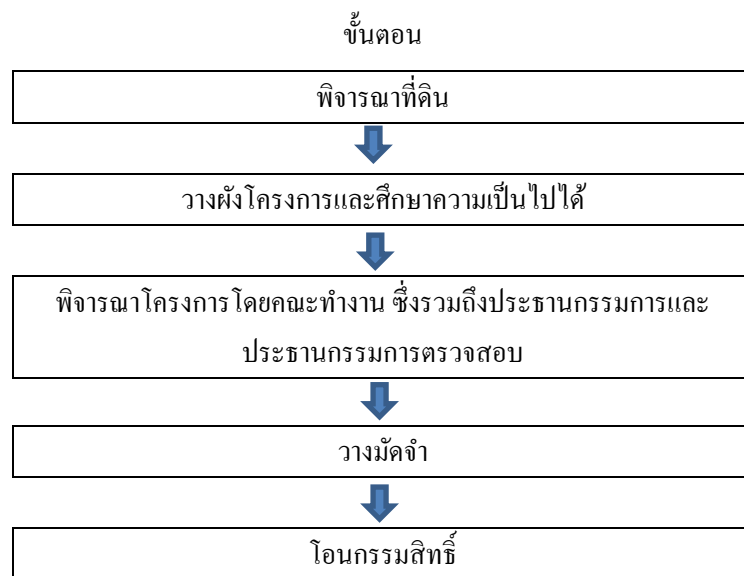 ขั้นตอน
พิจารณาที่ดิน
วางผังโครงการและศึกษาความเป็นไปได้
พิจารณาโครงการโดยคณะทำงาน ซึ่งรวมถึงประธานกรรมการและ
ประธานกรรมการตรวจสอบ
วางมัดจำ
โอนกรรมสิทธิ์